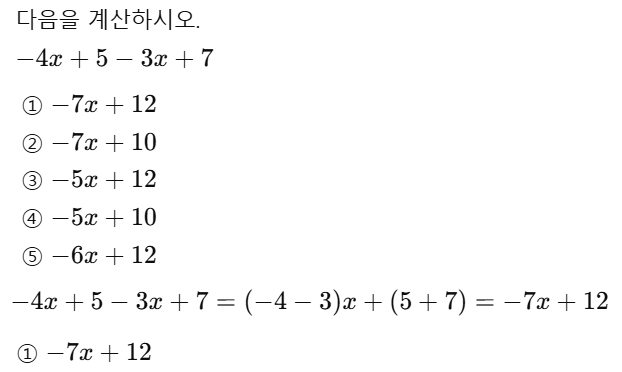 다음을 계산하시오.
−4x + 5 − 3x + 7
① −7x + 12
② −7x + 10
③ −5x + 12
④ −5x + 10
⑤ −6x + 12
−4x + 5 − 3x + 7 = (−4 − 3)x + (5 + 7) = −7x + 12
① −7x + 12